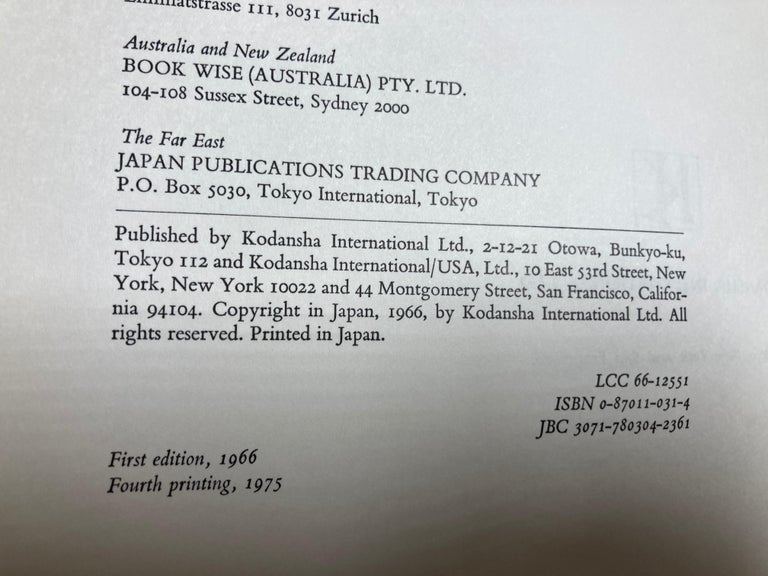 111, 8031 Zurich
Australia and New Zealand
BOOK WISE (AUSTRALIA) PTY. LTD.
104–108 Sussex Street, Sydney 2000
The Far East
JAPAN PUBLICATIONS TRADING COMPANY
P.O. Box 5030, Tokyo International, Tokyo
Published by Kodansha International Ltd., 2–12–21 Otowa, Bunkyo-ku,
Tokyo 112 and Kodansha International/USA, Ltd., 10 East 53rd Street, New
York, New York 10022 and 44 Montgomery Street, San Francisco, Califor-
nia 94104. Copyright in Japan, 1966, by Kodansha International Ltd. All
rights reserved. Printed in Japan.
LCC 66–12551
ISBN 0–87011–031–4
JBC 3071–780304–2361
First edition, 1966
Fourth printing, 1975